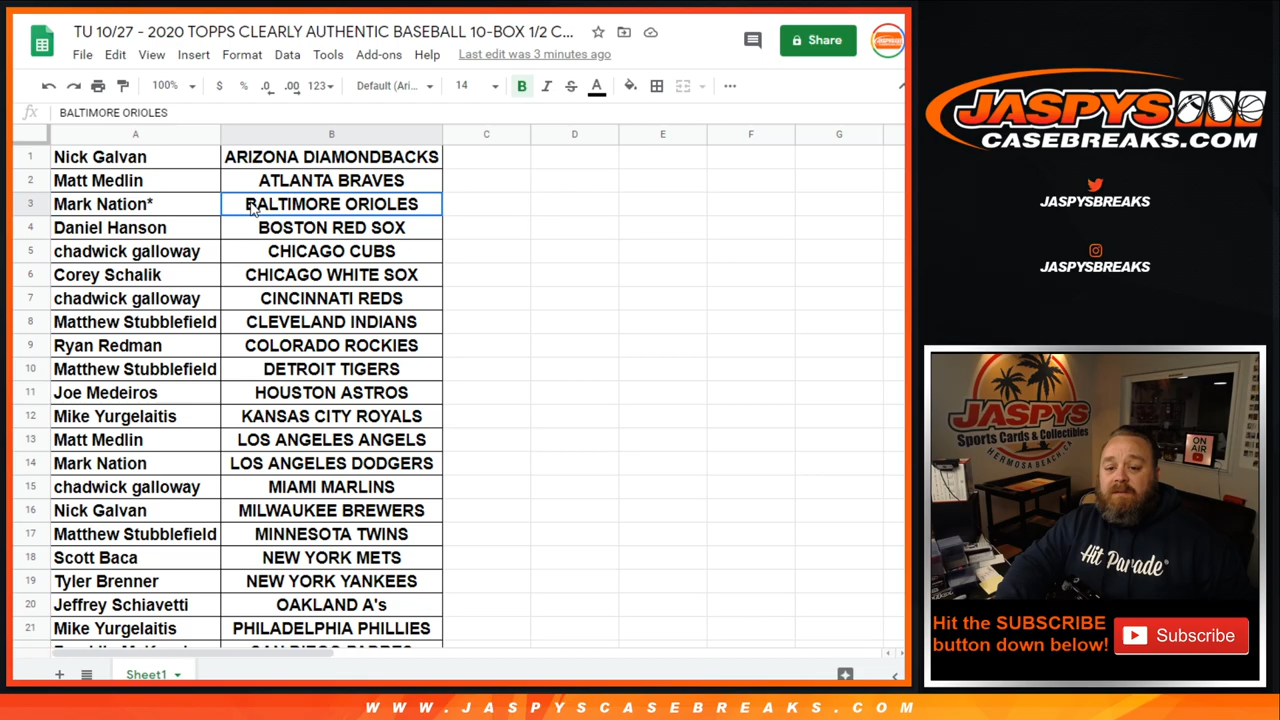 TU 10/27 - 2020 TOPPS CLEARLY AUTHENTIC BASEBALL 10-BOX 1/2 C...
File Edit View Insert Format Data Tools Add-ons Help Last edit was 3 minutes ago
Share
100% $ % .0 .00 123 Default (Ari... 14 B I S A
fx BALTIMORE ORIOLES
A B C D E F G
1 Nick Galvan ARIZONA DIAMONDBACKS
2 Matt Medlin ATLANTA BRAVES
3 Mark Nation* BALTIMORE ORIOLES
4 Daniel Hanson BOSTON RED SOX
5 chadwick galloway CHICAGO CUBS
6 Corey Schalik CHICAGO WHITE SOX
7 chadwick galloway CINCINNATI REDS
8 Matthew Stubblefield CLEVELAND INDIANS
9 Ryan Redman COLORADO ROCKIES
10 Matthew Stubblefield DETROIT TIGERS
11 Joe Medeiros HOUSTON ASTROS
12 Mike Yurgelaitis KANSAS CITY ROYALS
13 Matt Medlin LOS ANGELES ANGELS
14 Mark Nation LOS ANGELES DODGERS
15 chadwick galloway MIAMI MARLINS
16 Nick Galvan MILWAUKEE BREWERS
17 Matthew Stubblefield MINNESOTA TWINS
18 Scott Baca NEW YORK METS
19 Tyler Brenner NEW YORK YANKEES
20 Jeffrey Schiavetti OAKLAND A's
21 Mike Yurgelaitis PHILADELPHIA PHILLIES
SAN DIEGO PADRES
Sheet1
JASPYS
CASEBREAKS.COM
JASPYSBREAKS
JASPYSBREAKS
JASPYS
Sports Cards & Collectibles
HERMOSA BEACH, CA
ON
AIR
Hit Parade
Hit the SUBSCRIBE
button down below!
Subscribe
WWW.JASPYSCASEBREAKS.COM